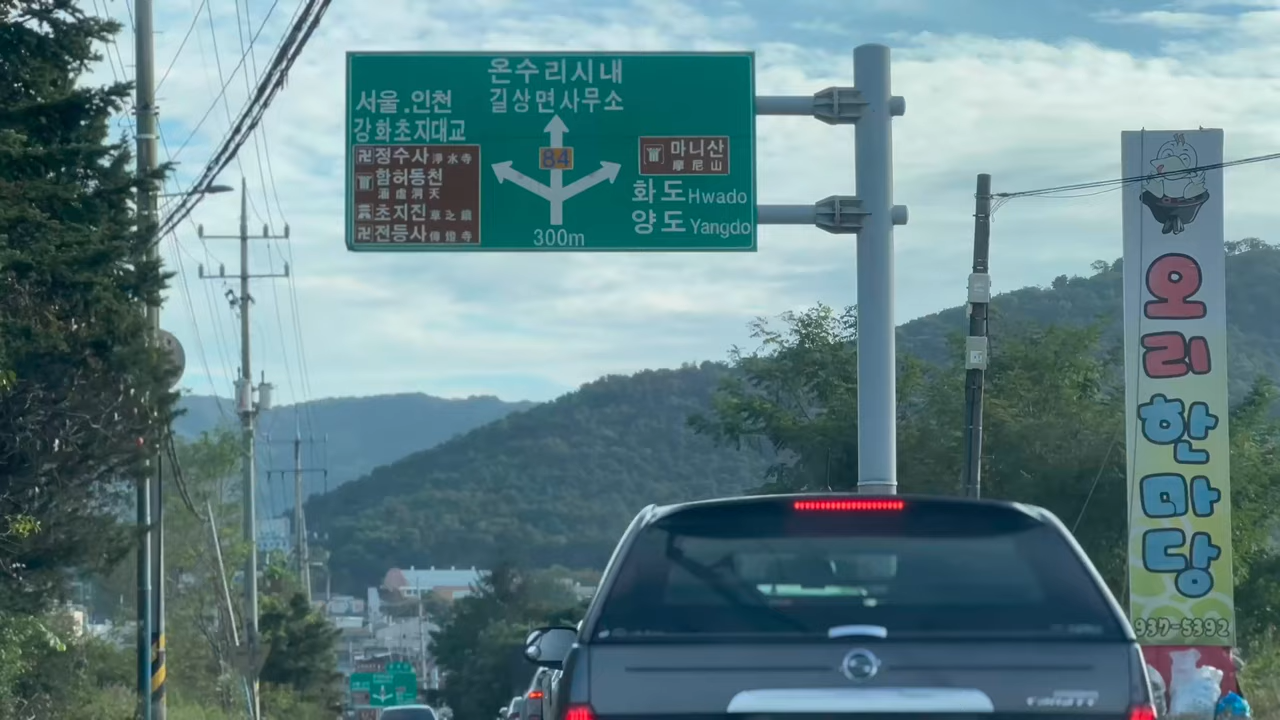 온수리시내
길상면사무소
서울.인천
강화초지대교
卍정수사 淨水寺
함허동천
涵虛洞天
초지진 草芝鎭
卍전등사 傳燈寺
84
300m
마니산
摩尼山
화도 Hwado
양도 Yangdo
오리한마당
937-5392